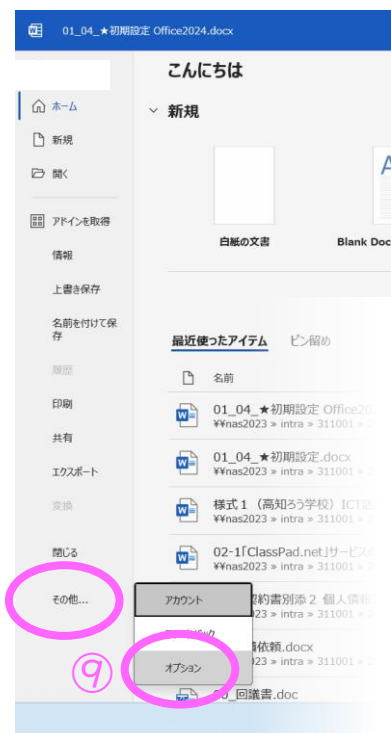 01_04_★初期設定 Office2024.docx
こんにちは
ホーム
新規
新規
開く
アドインを取得
白紙の文書
Blank Doc
情報
上書き保存
名前を付けて保
存
最近使ったアイテム ピン留め
履歴
名前
印刷
01_04_★初期設定 Office20
¥¥nas2023 » intra » 311001 »
共有
01_04_★初期設定.docx
¥¥nas2023 » intra » 311001 »
エクスポート
変換
様式1（高知ろう学校）ICT
¥¥nas2023 » intra » 311001 »
閉じる
02-1「ClassPad.net」サービスの
¥¥nas2023 » intra » 311001 »
その他...
アカウント
約書別添2 個人情報
023 » intra » 311001 »
依頼.docx
023 » intra » 311001 »
⑨
オプション
回議書.doc